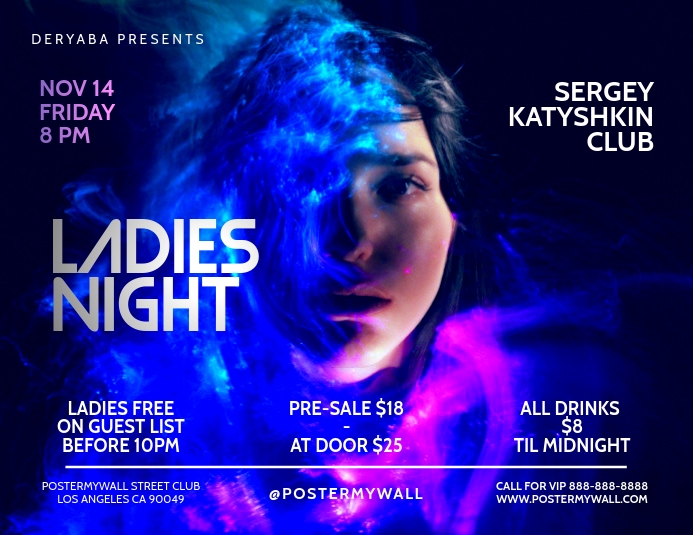 DERYABA PRESENTS
NOV 14
FRIDAY
8 PM
SERGEY
KATYSHKIN
CLUB
LADIES
NIGHT
LADIES FREE
ON GUEST LIST
BEFORE 10PM
PRE-SALE $18
-
AT DOOR $25
ALL DRINKS
$8
TIL MIDNIGHT
POSTERMYWALL STREET CLUB
LOS ANGELES CA 90049
@POSTERMYWALL
CALL FOR VIP 888-888-8888
WWW.POSTERMYWALL.COM